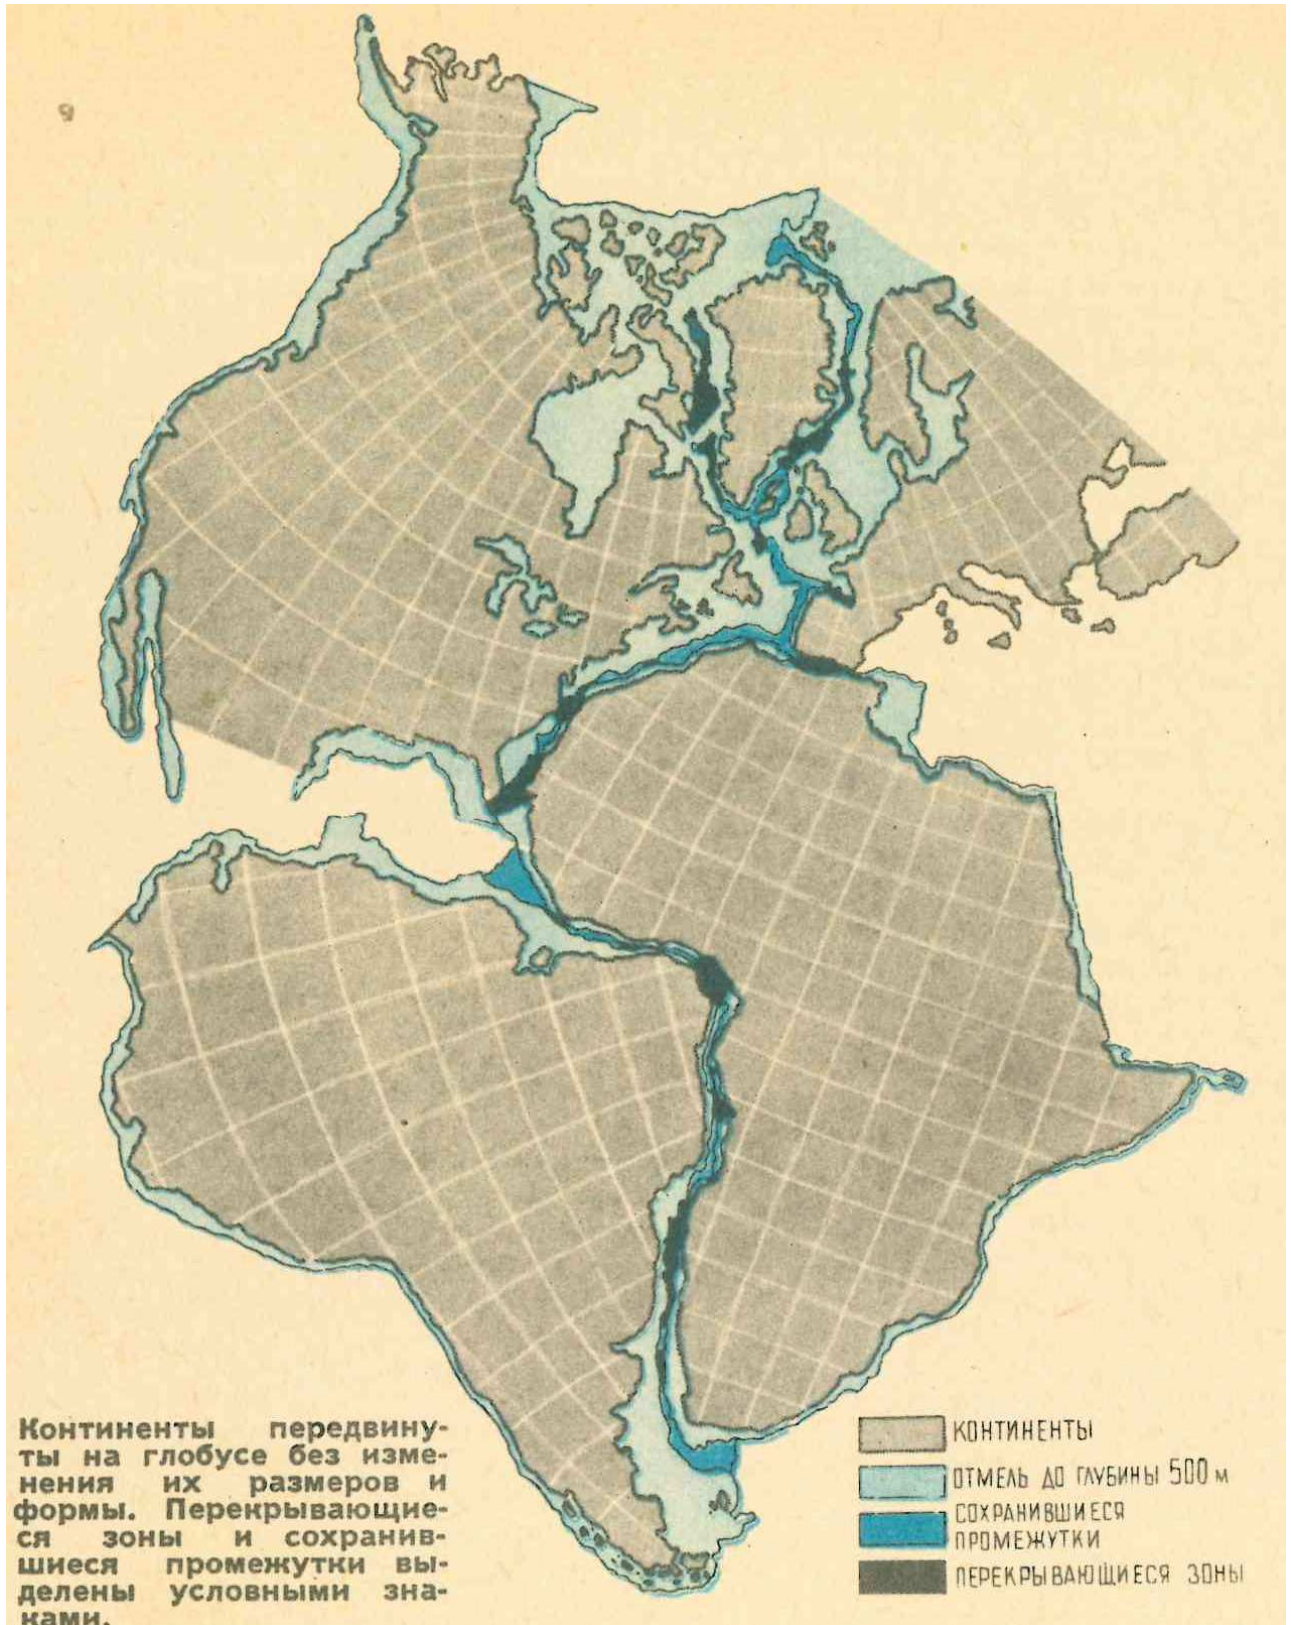 Континенты передвину-
ты на глобусе без изме-
нения их размеров и
формы. Перекрывающие-
ся зоны и сохранив-
шиеся промежутки вы-
делены условными зна-
ками.
КОНТИНЕНТЫ
ОТМЕЛЬ ДО ГЛУБИНЫ 500 м
СОХРАНИВШИЕСЯ
ПРОМЕЖУТКИ
ПЕРЕКРЫВАЮЩИЕСЯ ЗОНЫ